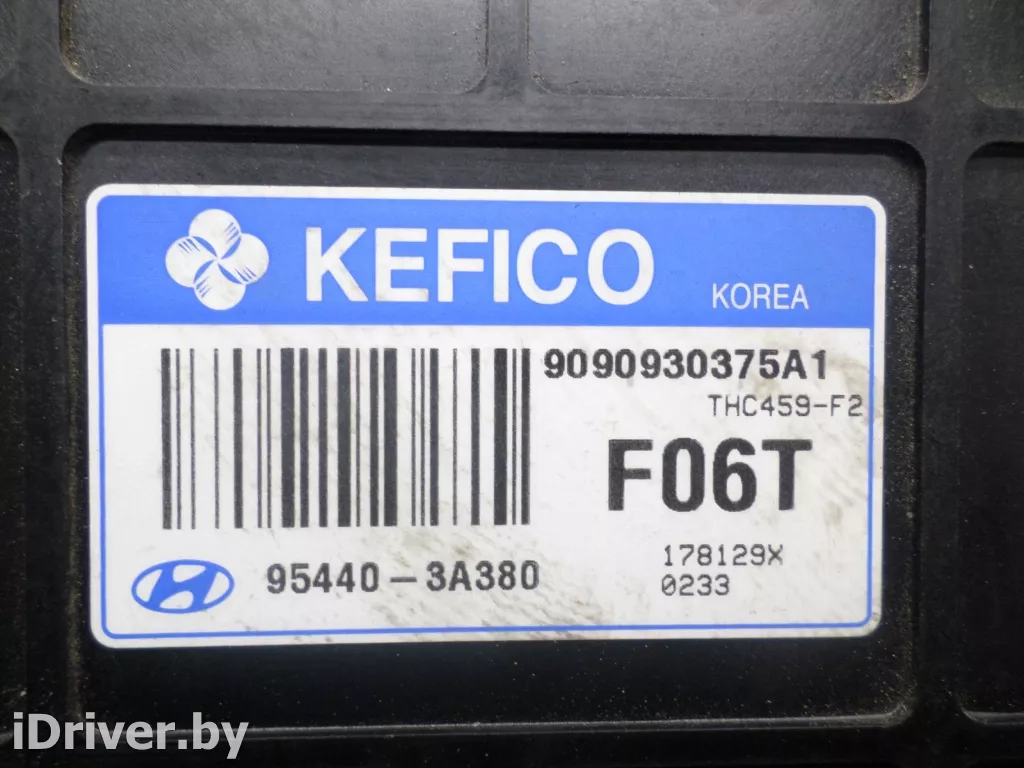 KEFICO KOREA
9090930375A1
THC459-F2
F06T
178129X
95440-3A380
0233
iDriver.by